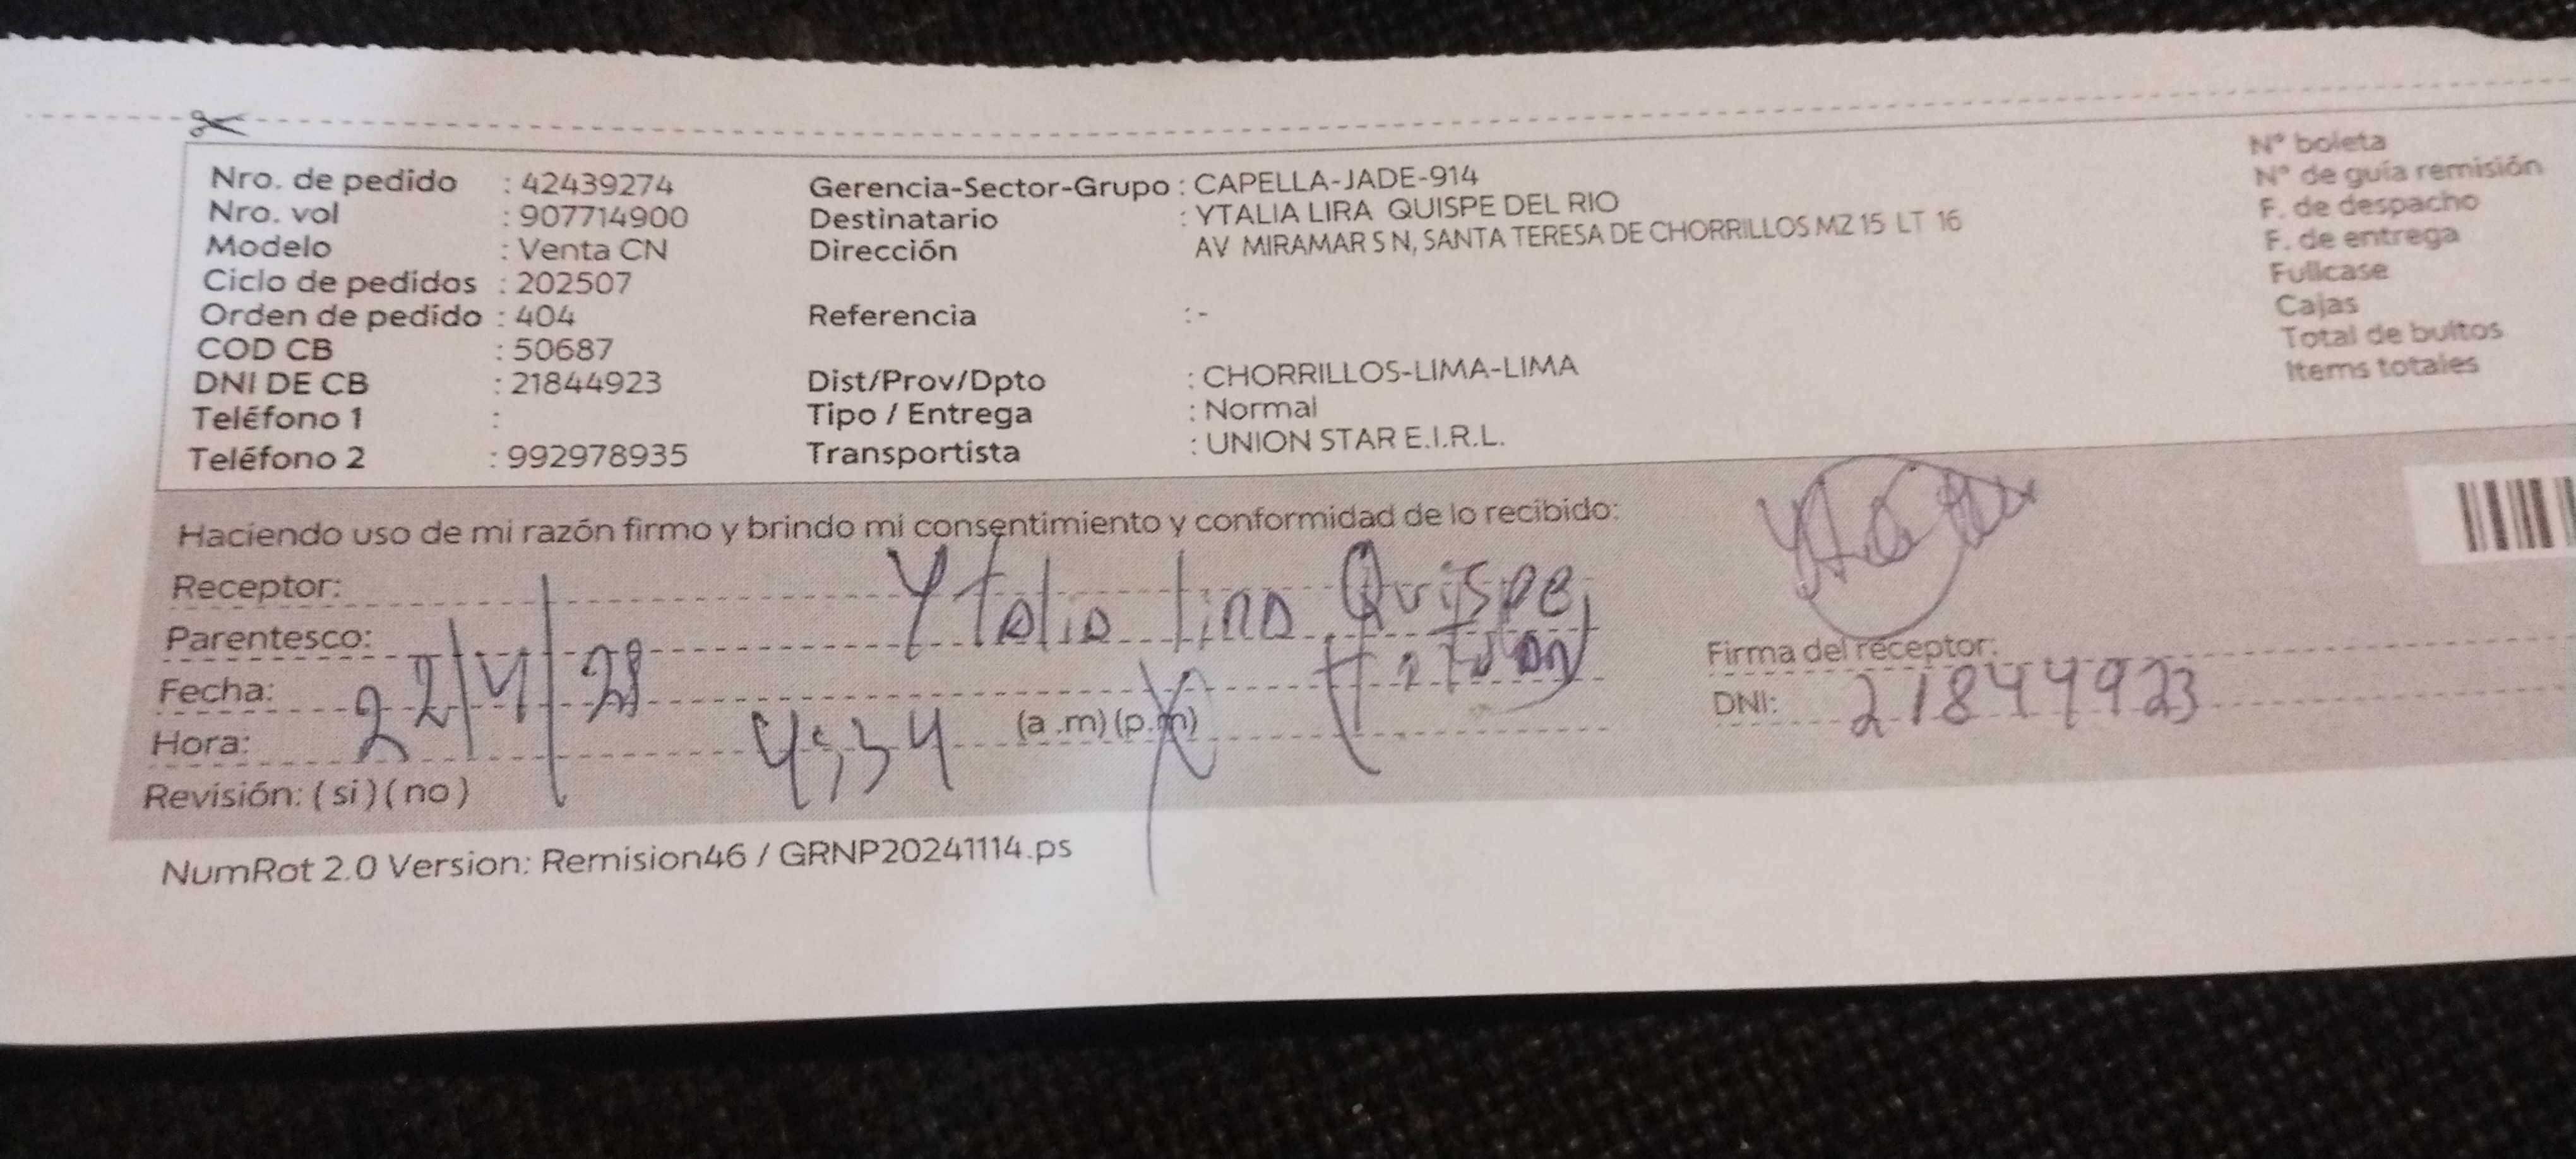 Nro. de pedido : 42439274 Gerencia-Sector-Grupo : CAPELLA-JADE-914 N° boleta
Nro. vol : 907714900 Destinatario : YTALIA LIRA QUISPE DEL RIO N° de guía remisión
Modelo : Venta CN Dirección AV MIRAMAR S N, SANTA TERESA DE CHORRILLOS MZ 15 LT 16 F. de despacho
Ciclo de pedidos : 202507 F. de entrega
Orden de pedido : 404 Referencia : - Fullcase
COD CB : 50687 Cajas
DNI DE CB : 21844923 Dist/Prov/Dpto : CHORRILLOS-LIMA-LIMA Total de bultos
Teléfono 1 : Tipo / Entrega : Normal Items totales
Teléfono 2 : 992978935 Transportista : UNION STAR E.I.R.L.
Haciendo uso de mi razón firmo y brindo mi consentimiento y conformidad de lo recibido:
Receptor: Ytalia lira Quispe
Parentesco: Firma del receptor:
Fecha: 22/4/ DNI: 21844923
Hora: 4:34 (a .m) (p.m)
Revisión: ( si ) ( no )
NumRot 2.0 Version: Remision46 / GRNP20241114.ps